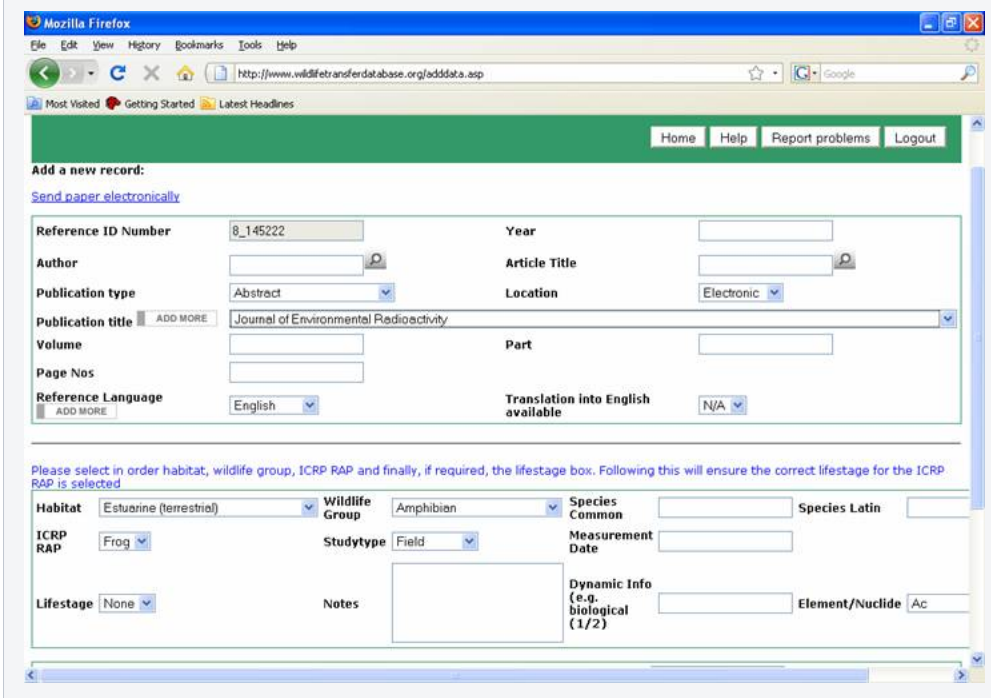 Mozilla Firefox
File Edit View History Bookmarks Tools Help
http://www.wildlifetransferdatabase.org/adddata.asp
G Google
Most Visited Getting Started Latest Headlines
Home Help Report problems Logout
Add a new record:
Send paper electronically
Reference ID Number 8_145222 Year
Author Article Title
Publication type Abstract Location Electronic
Publication title ADD MORE Journal of Environmental Radioactivity
Volume Part
Page Nos
Reference Language ADD MORE English Translation into English available N/A
Please select in order habitat, wildlife group, ICRP RAP and finally, if required, the lifestage box. Following this will ensure the correct lifestage for the ICRP
RAP is selected
Habitat Estuarine (terrestrial) Wildlife Group Amphibian Species Common Species Latin
ICRP RAP Frog Studytype Field Measurement Date
Lifestage None Notes Dynamic Info (e.g. biological (1/2) Element/Nuclide Ac